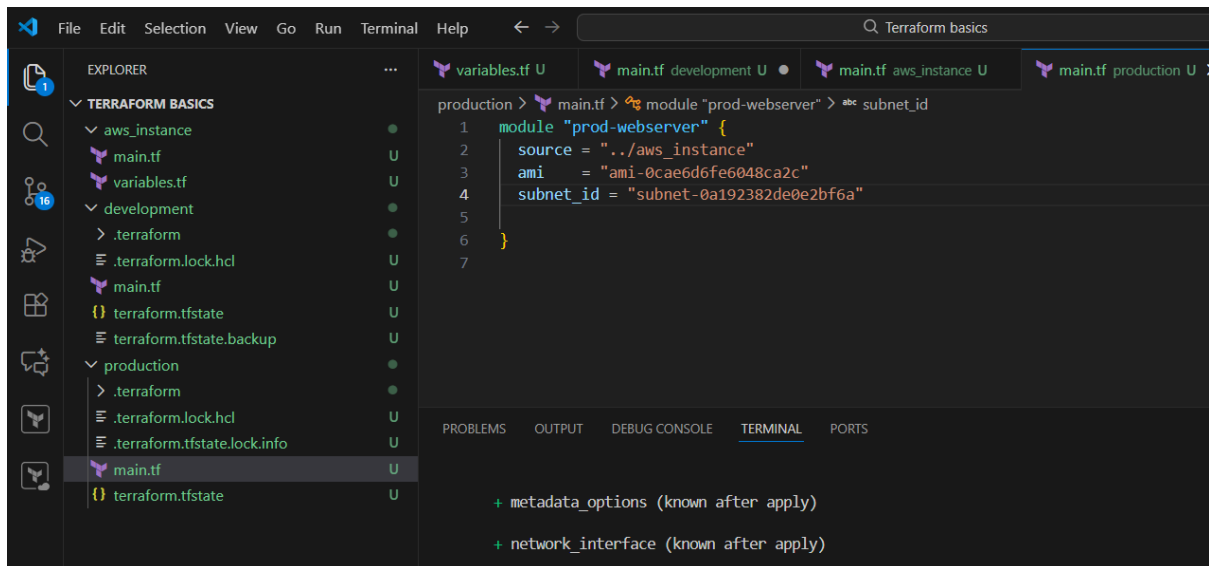 File Edit Selection View Go Run Terminal Help
Terraform basics
EXPLORER
variables.tf U
main.tf development U
main.tf aws_instance U
main.tf production U
TERRAFORM BASICS
production > main.tf > module "prod-webserver" > abc subnet_id
aws_instance
main.tf U
variables.tf U
development
.terraform
.terraform.lock.hcl U
main.tf U
{} terraform.tfstate U
terraform.tfstate.backup U
production
.terraform
.terraform.lock.hcl U
.terraform.tfstate.lock.info U
main.tf U
{} terraform.tfstate U
1
16
1 module "prod-webserver" {
2 source = "../aws_instance"
3 ami = "ami-0cae6d6fe6048ca2c"
4 subnet_id = "subnet-0a192382de0e2bf6a"
5
6 }
7
PROBLEMS OUTPUT DEBUG CONSOLE TERMINAL PORTS
+ metadata_options (known after apply)
+ network_interface (known after apply)